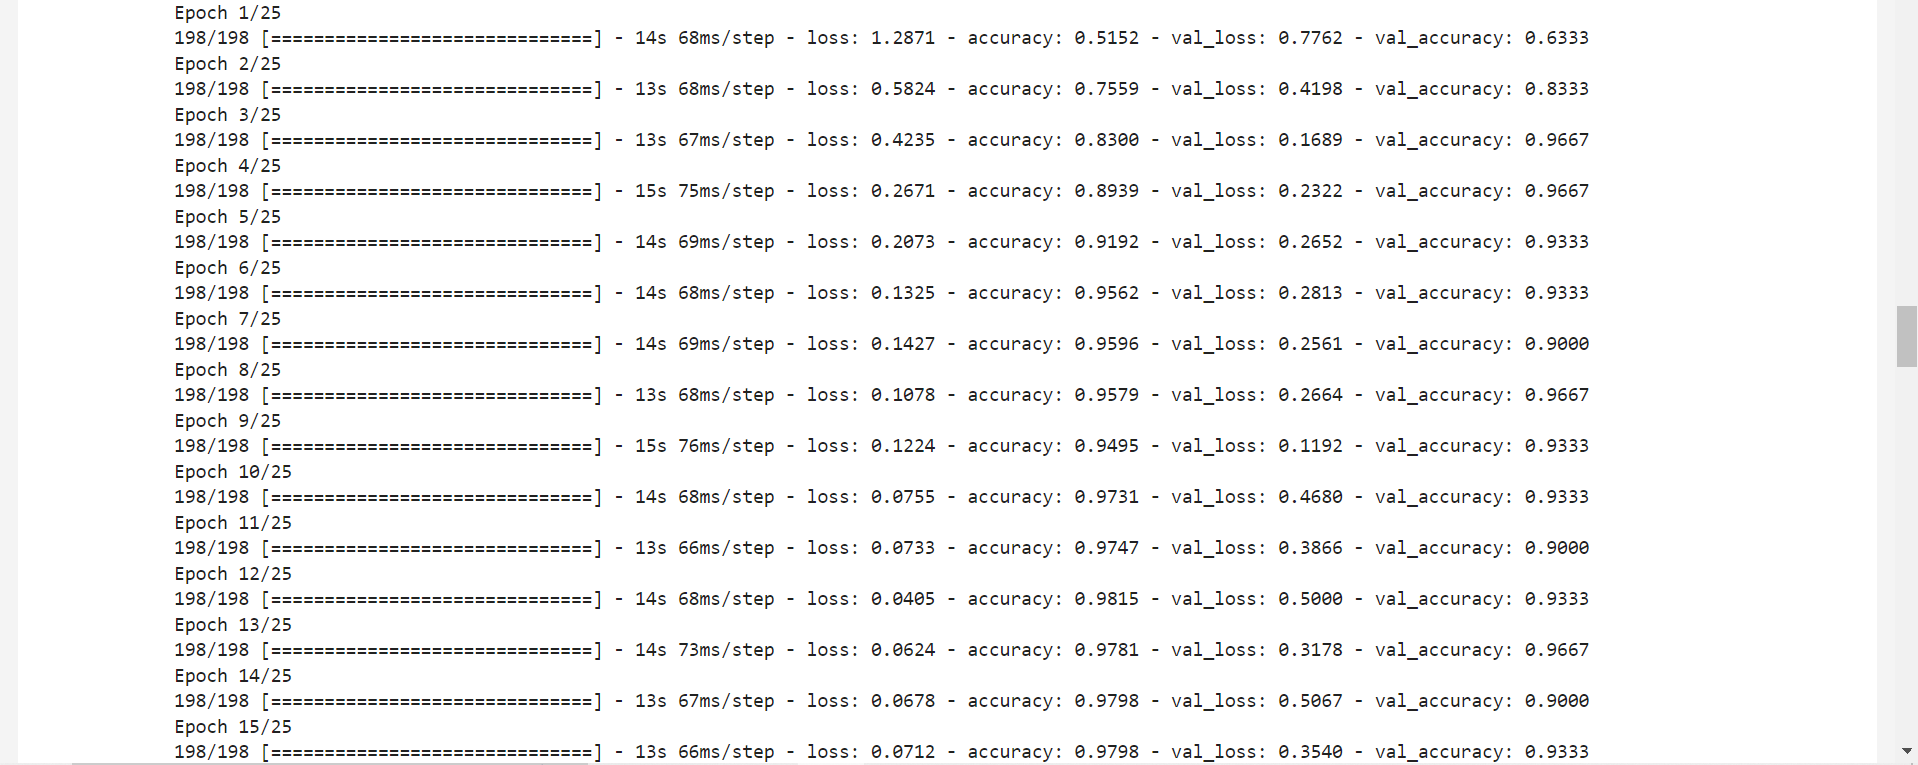 Epoch 1/25
198/198 [==============================] - 14s 68ms/step - loss: 1.2871 - accuracy: 0.5152 - val_loss: 0.7762 - val_accuracy: 0.6333
Epoch 2/25
198/198 [==============================] - 13s 68ms/step - loss: 0.5824 - accuracy: 0.7559 - val_loss: 0.4198 - val_accuracy: 0.8333
Epoch 3/25
198/198 [==============================] - 13s 67ms/step - loss: 0.4235 - accuracy: 0.8300 - val_loss: 0.1689 - val_accuracy: 0.9667
Epoch 4/25
198/198 [==============================] - 15s 75ms/step - loss: 0.2671 - accuracy: 0.8939 - val_loss: 0.2322 - val_accuracy: 0.9667
Epoch 5/25
198/198 [==============================] - 14s 69ms/step - loss: 0.2073 - accuracy: 0.9192 - val_loss: 0.2652 - val_accuracy: 0.9333
Epoch 6/25
198/198 [==============================] - 14s 68ms/step - loss: 0.1325 - accuracy: 0.9562 - val_loss: 0.2813 - val_accuracy: 0.9333
Epoch 7/25
198/198 [==============================] - 14s 69ms/step - loss: 0.1427 - accuracy: 0.9596 - val_loss: 0.2561 - val_accuracy: 0.9000
Epoch 8/25
198/198 [==============================] - 13s 68ms/step - loss: 0.1078 - accuracy: 0.9579 - val_loss: 0.2664 - val_accuracy: 0.9667
Epoch 9/25
198/198 [==============================] - 15s 76ms/step - loss: 0.1224 - accuracy: 0.9495 - val_loss: 0.1192 - val_accuracy: 0.9333
Epoch 10/25
198/198 [==============================] - 14s 68ms/step - loss: 0.0755 - accuracy: 0.9731 - val_loss: 0.4680 - val_accuracy: 0.9333
Epoch 11/25
198/198 [==============================] - 13s 66ms/step - loss: 0.0733 - accuracy: 0.9747 - val_loss: 0.3866 - val_accuracy: 0.9000
Epoch 12/25
198/198 [==============================] - 14s 68ms/step - loss: 0.0405 - accuracy: 0.9815 - val_loss: 0.5000 - val_accuracy: 0.9333
Epoch 13/25
198/198 [==============================] - 14s 73ms/step - loss: 0.0624 - accuracy: 0.9781 - val_loss: 0.3178 - val_accuracy: 0.9667
Epoch 14/25
198/198 [==============================] - 13s 67ms/step - loss: 0.0678 - accuracy: 0.9798 - val_loss: 0.5067 - val_accuracy: 0.9000
Epoch 15/25
198/198 [==============================] - 13s 66ms/step - loss: 0.0712 - accuracy: 0.9798 - val_loss: 0.3540 - val_accuracy: 0.9333